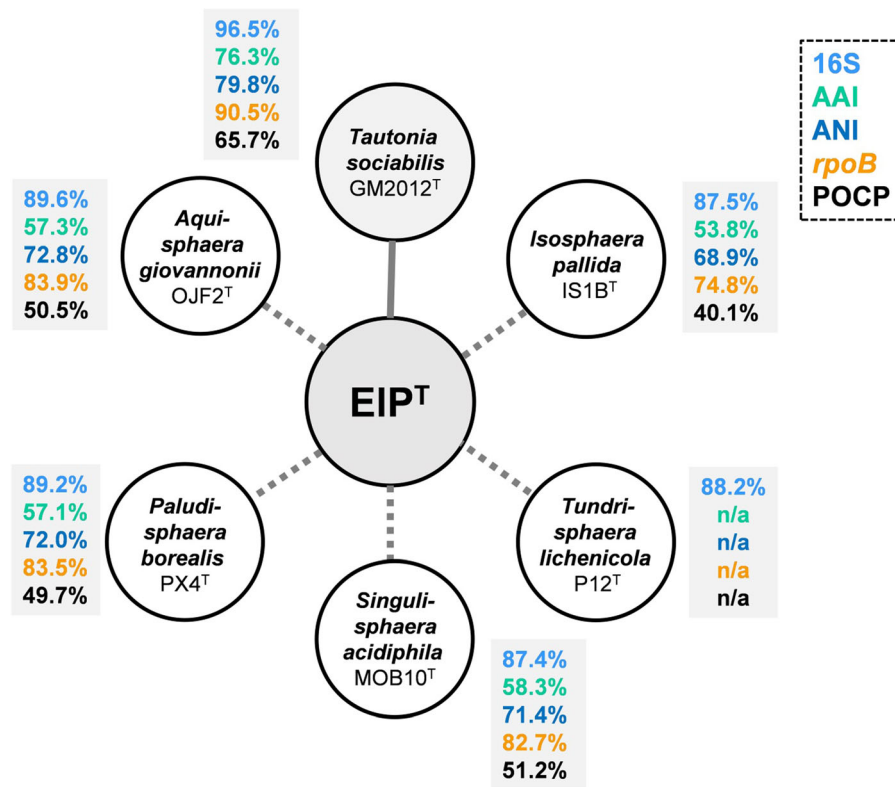 96.5%
76.3%
79.8%
90.5%
65.7%
Tautonia
sociabilis
GM2012ᵀ
16S
AAI
ANI
rpoB
POCP
89.6%
57.3%
72.8%
83.9%
50.5%
Aqui-
sphaera
giovannonii
OJF2ᵀ
Isosphaera
pallida
IS1Bᵀ
87.5%
53.8%
68.9%
74.8%
40.1%
EIPᵀ
89.2%
57.1%
72.0%
83.5%
49.7%
Paludi-
sphaera
borealis
PX4ᵀ
Singuli-
sphaera
acidiphila
MOB10ᵀ
87.4%
58.3%
71.4%
82.7%
51.2%
Tundri-
sphaera
lichenicola
P12ᵀ
88.2%
n/a
n/a
n/a
n/a